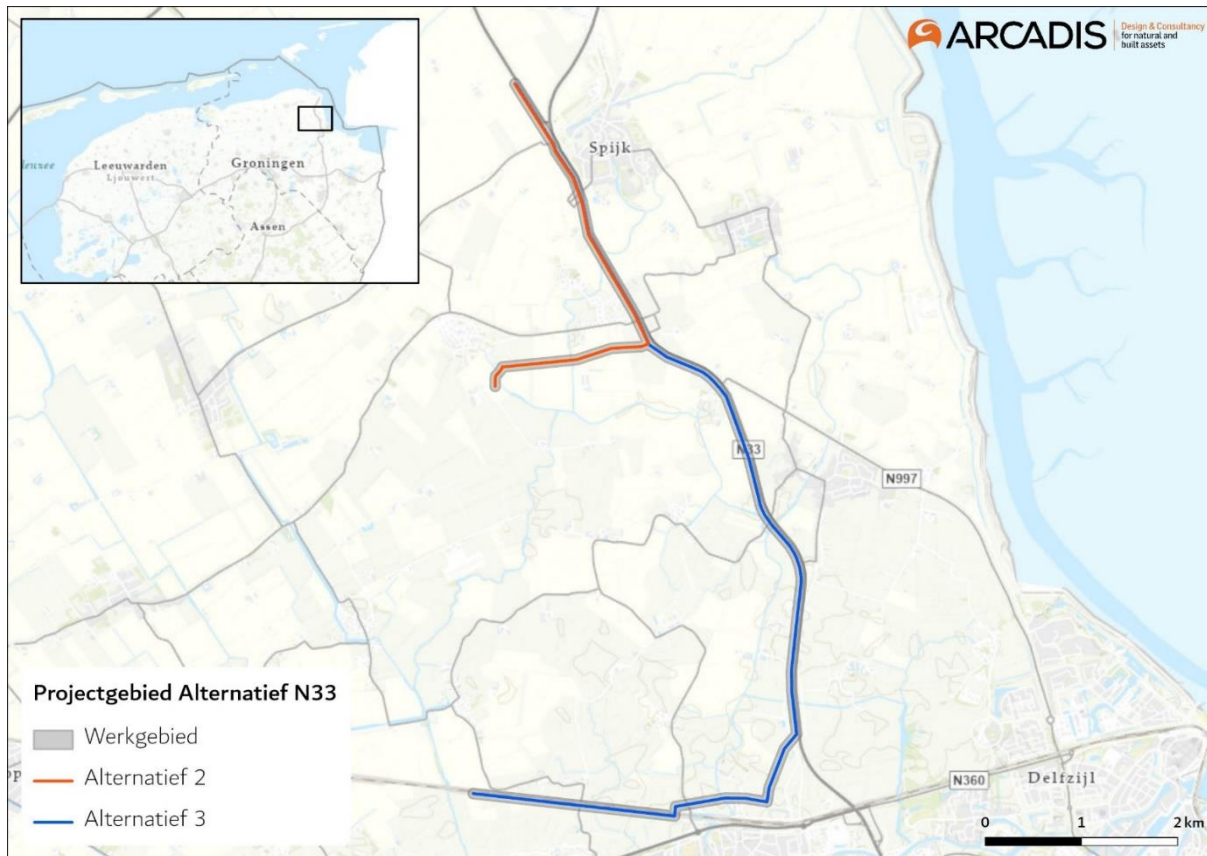 ARCADIS
Design & Consultancy
for natural and
built assets
Leeuwarden
Ljouwert
Groningen
Assen
Spijk
N33
N997
Projectgebied Alternatief N33
Werkgebied
Alternatief 2
Alternatief 3
N360
Delfzijl
0 1 2 km